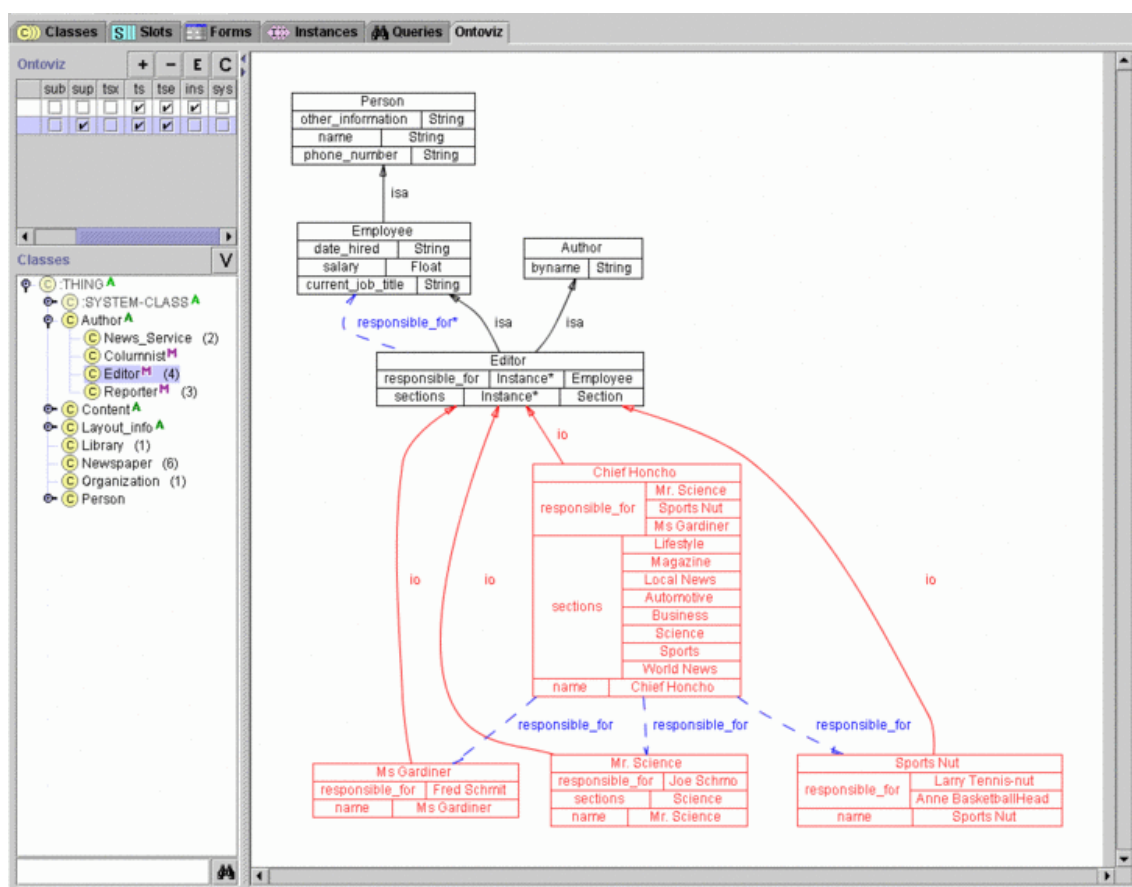 Classes Slots Forms Instances Queries Ontoviz
Ontoviz + − E C
sub sup tsx ts tse ins sys
Classes V
:THING A
:SYSTEM-CLASS A
Author A
News_Service (2)
Columnist M
Editor M (4)
Reporter M (3)
Content A
Layout_info A
Library (1)
Newspaper (6)
Organization (1)
Person
Person
other_information String
name String
phone_number String
isa
Employee
date_hired String
salary Float
current_job_title String
Author
byname String
( responsible_for*
isa
isa
Editor
responsible_for Instance* Employee
sections Instance* Section
io
Chief Honcho
responsible_for
Mr. Science
Sports Nut
Ms Gardiner
sections
Lifestyle
Magazine
Local News
Automotive
Business
Science
Sports
World News
name Chief Honcho
io
io
io
responsible_for
responsible_for
responsible_for
Ms Gardiner
responsible_for Fred Schmit
name Ms Gardiner
Mr. Science
responsible_for Joe Schmo
sections Science
name Mr. Science
Sports Nut
responsible_for
Larry Tennis-nut
Anne BasketballHead
name Sports Nut